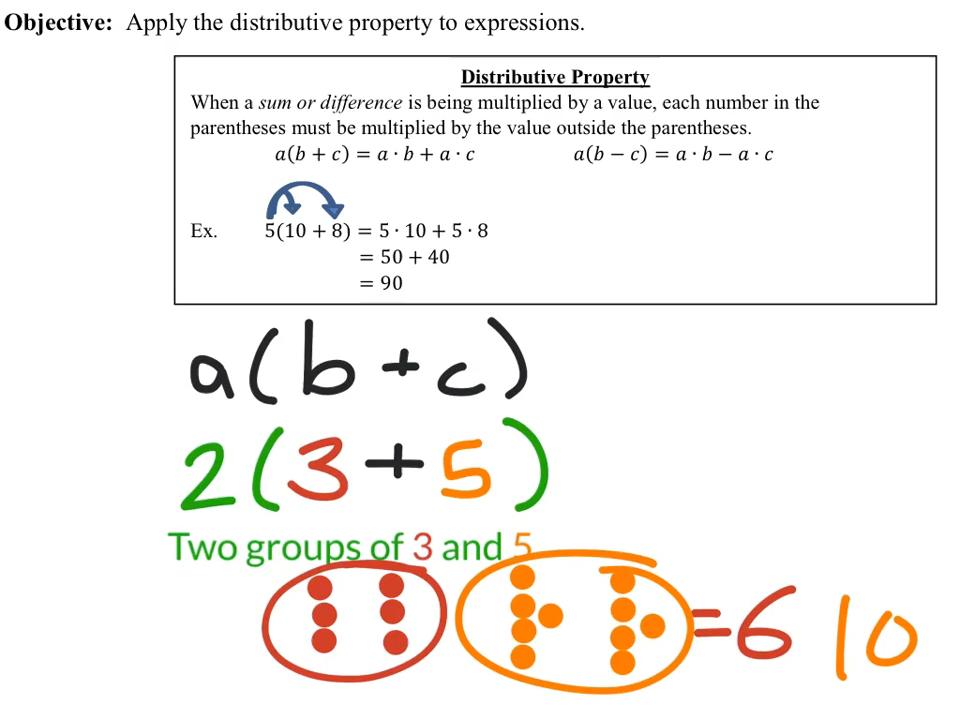 Objective: Apply the distributive property to expressions.
Distributive Property
When a sum or difference is being multiplied by a value, each number in the
parentheses must be multiplied by the value outside the parentheses.
a(b + c) = a · b + a · c a(b − c) = a · b − a · c
Ex. 5(10 + 8) = 5 · 10 + 5 · 8
= 50 + 40
= 90
a(b+c)
2(3+5)
Two groups of 3 and 5
=6 10